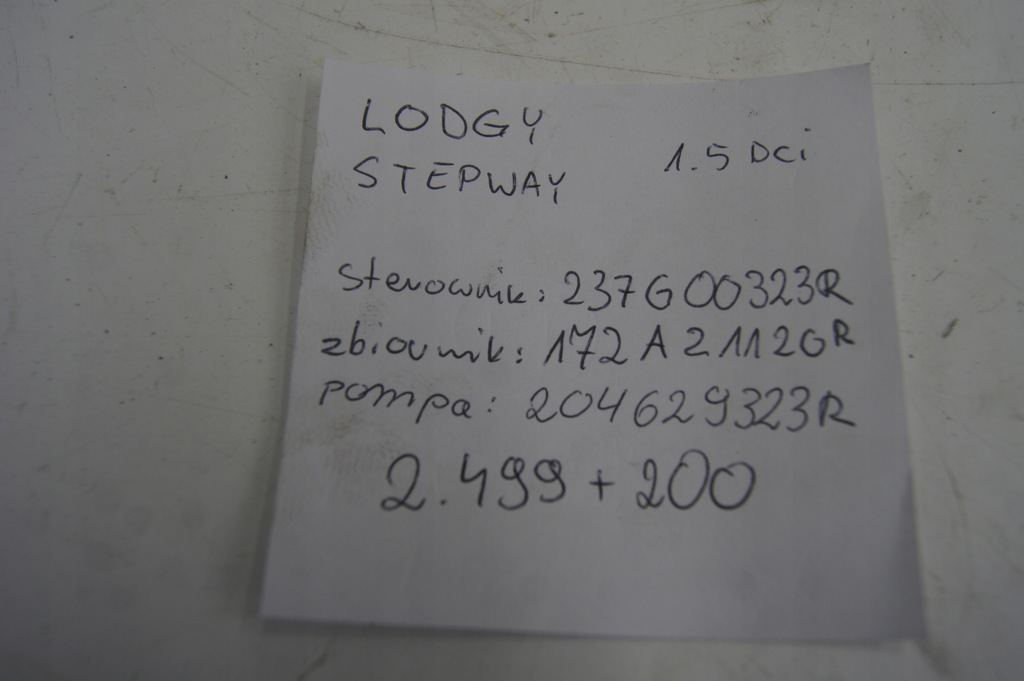 LODGY
STEPWAY 1.5 DCi
sterownik: 237G00323R
zbiornik: 172A21120R
pompa: 204629323R
2.499 + 200